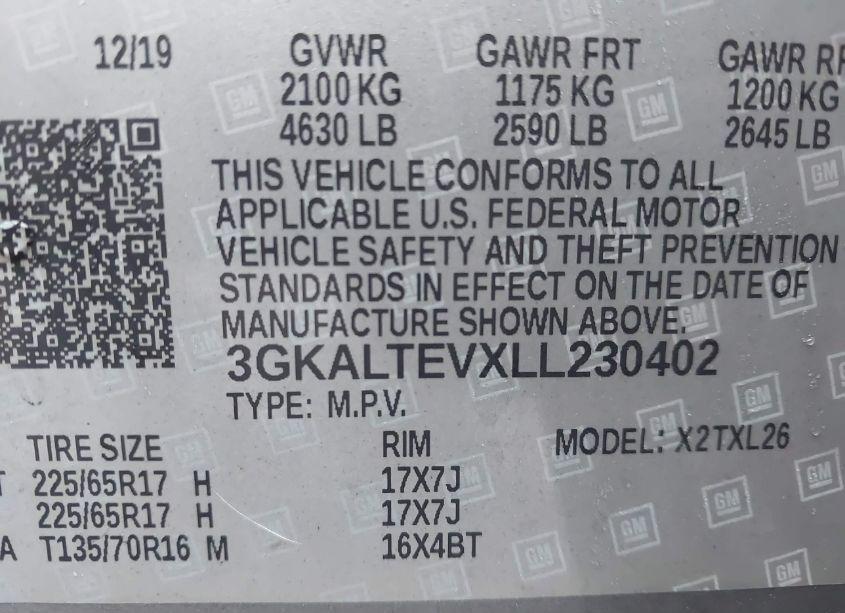 12/19 GVWR GAWR FRT GAWR RR
2100 KG 1175 KG 1200 KG
4630 LB 2590 LB 2645 LB
THIS VEHICLE CONFORMS TO ALL
APPLICABLE U.S. FEDERAL MOTOR
VEHICLE SAFETY AND THEFT PREVENTION
STANDARDS IN EFFECT ON THE DATE OF
MANUFACTURE SHOWN ABOVE.
3GKALTEVXLL230402
TYPE: M.P.V.
TIRE SIZE RIM MODEL: X2TXL26
225/65R17 H 17X7J
225/65R17 H 17X7J
T135/70R16 M 16X4BT